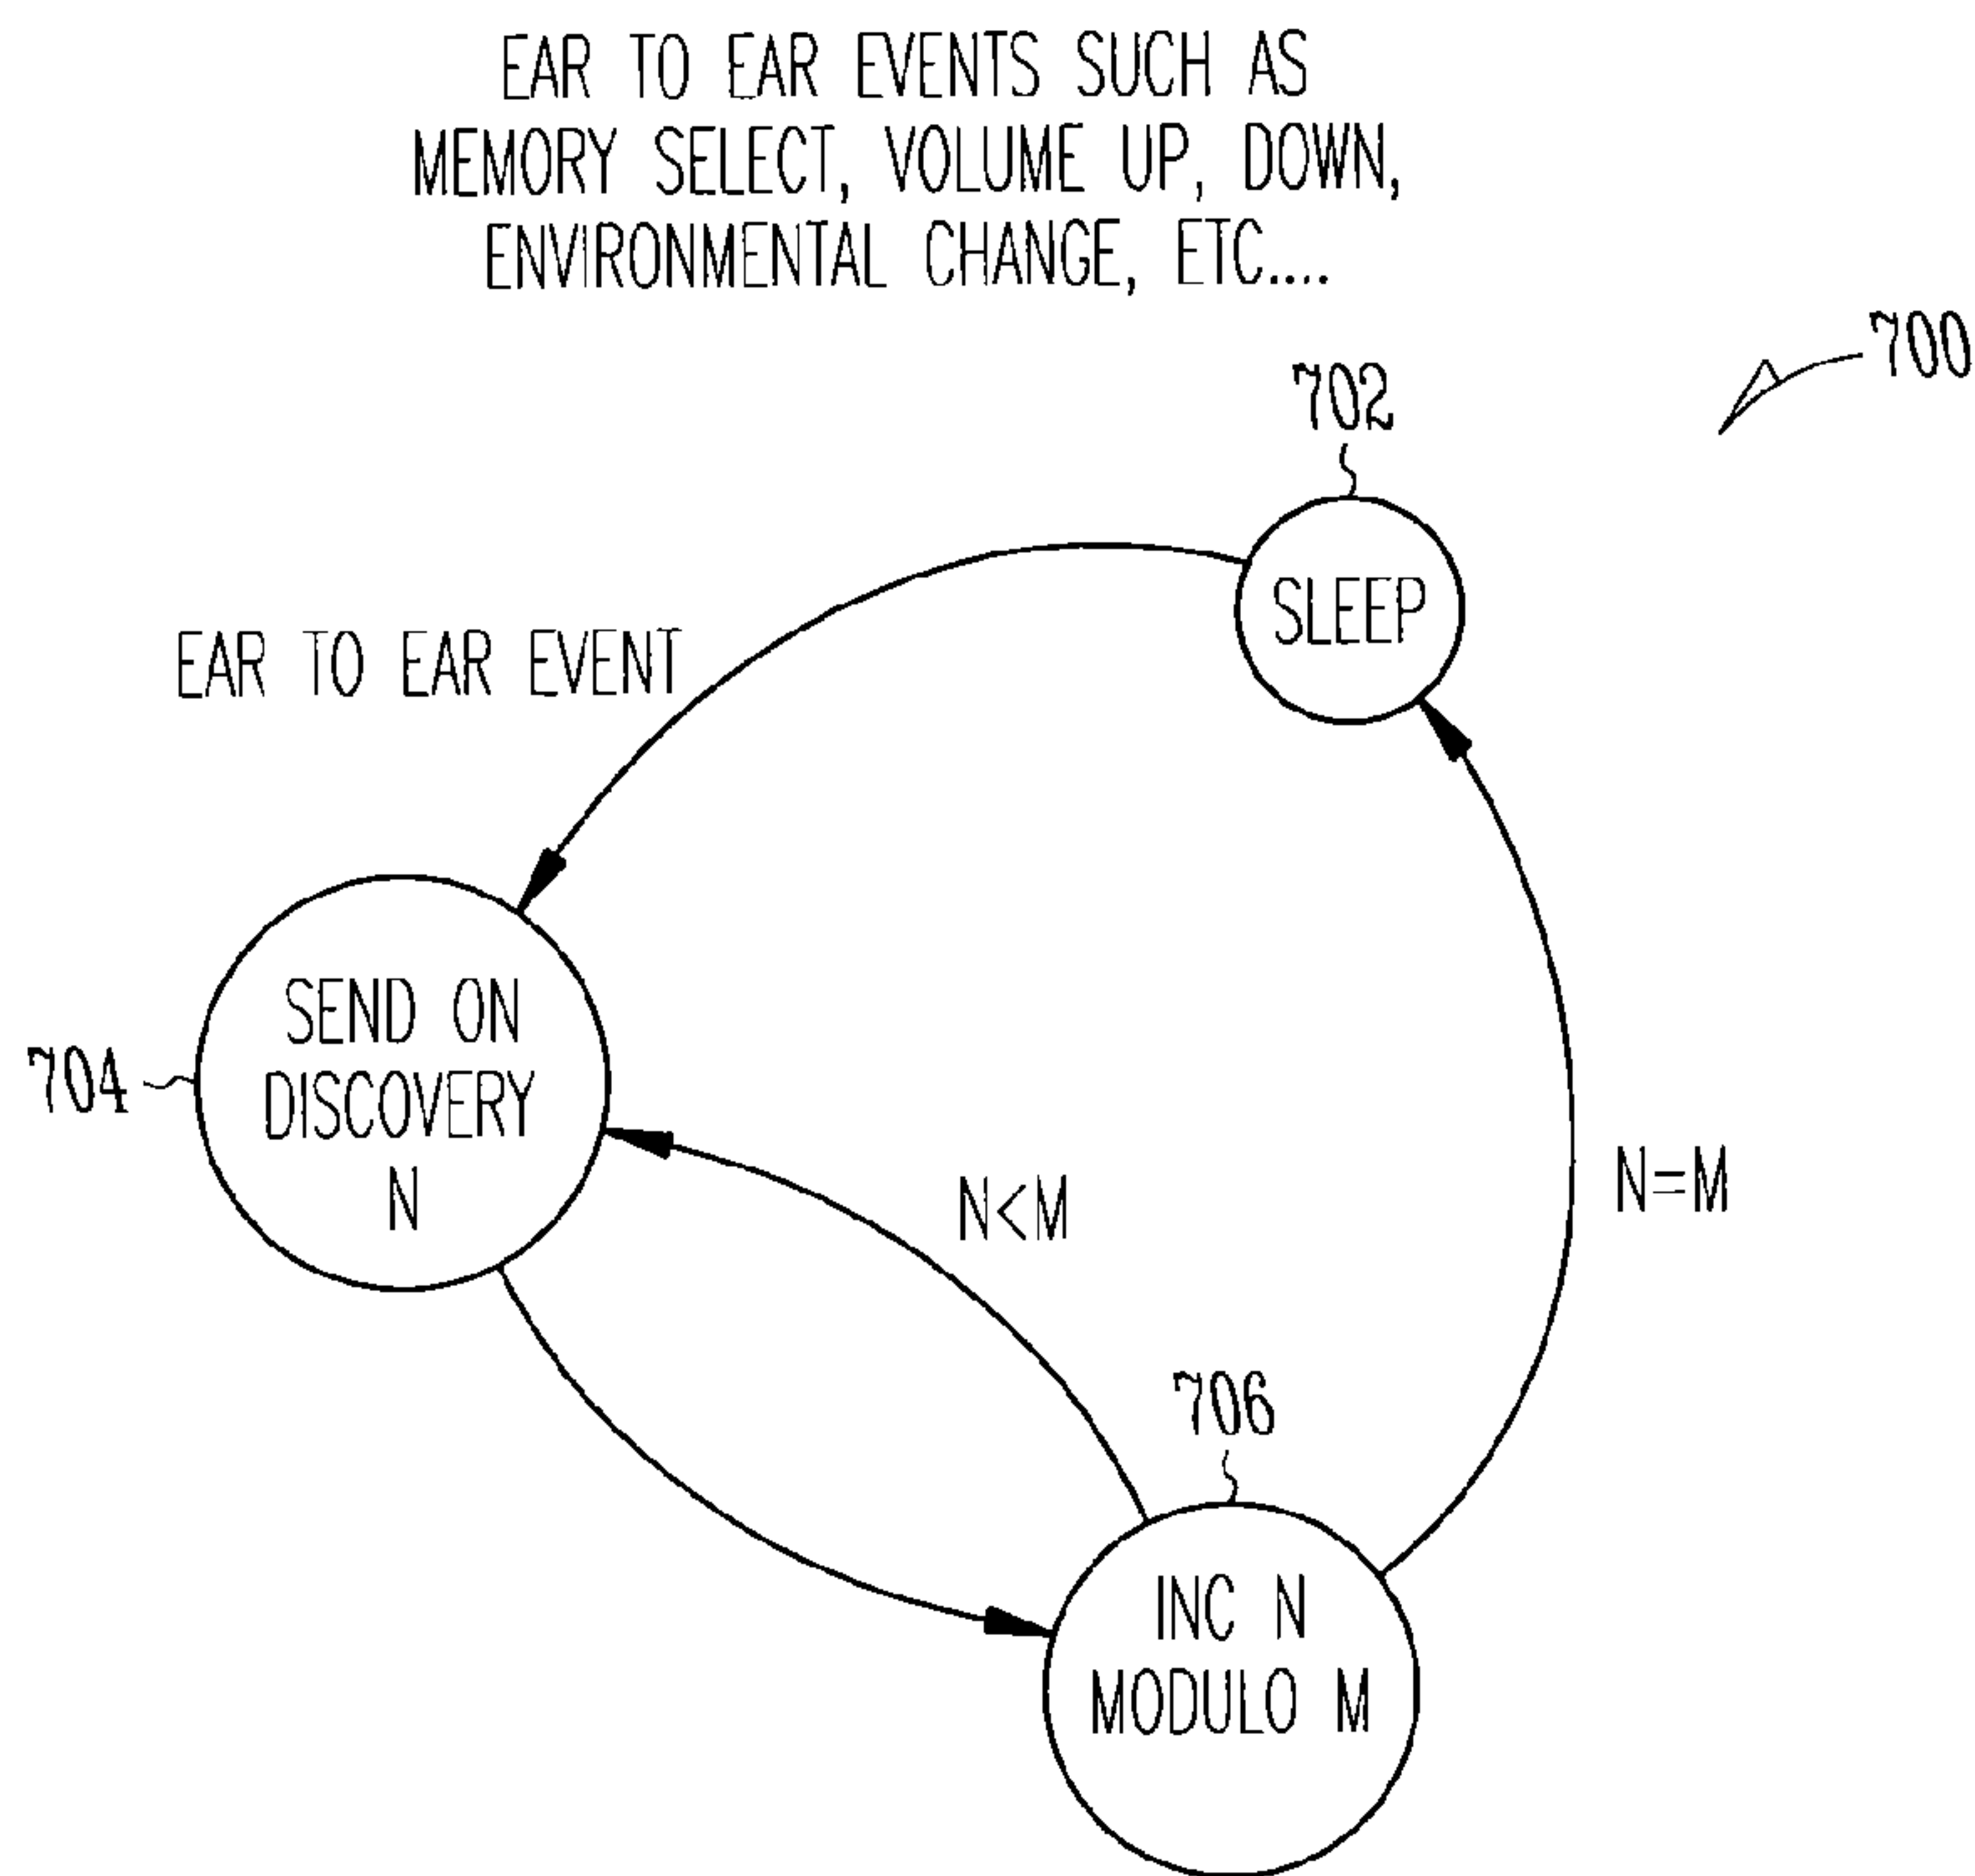 EAR TO EAR EVENTS SUCH AS
MEMORY SELECT, VOLUME UP, DOWN,
ENVIRONMENTAL CHANGE, ETC....
700
702
SLEEP
EAR TO EAR EVENT
SEND ON
DISCOVERY
N
704
N<M
N=M
706
INC N
MODULO M